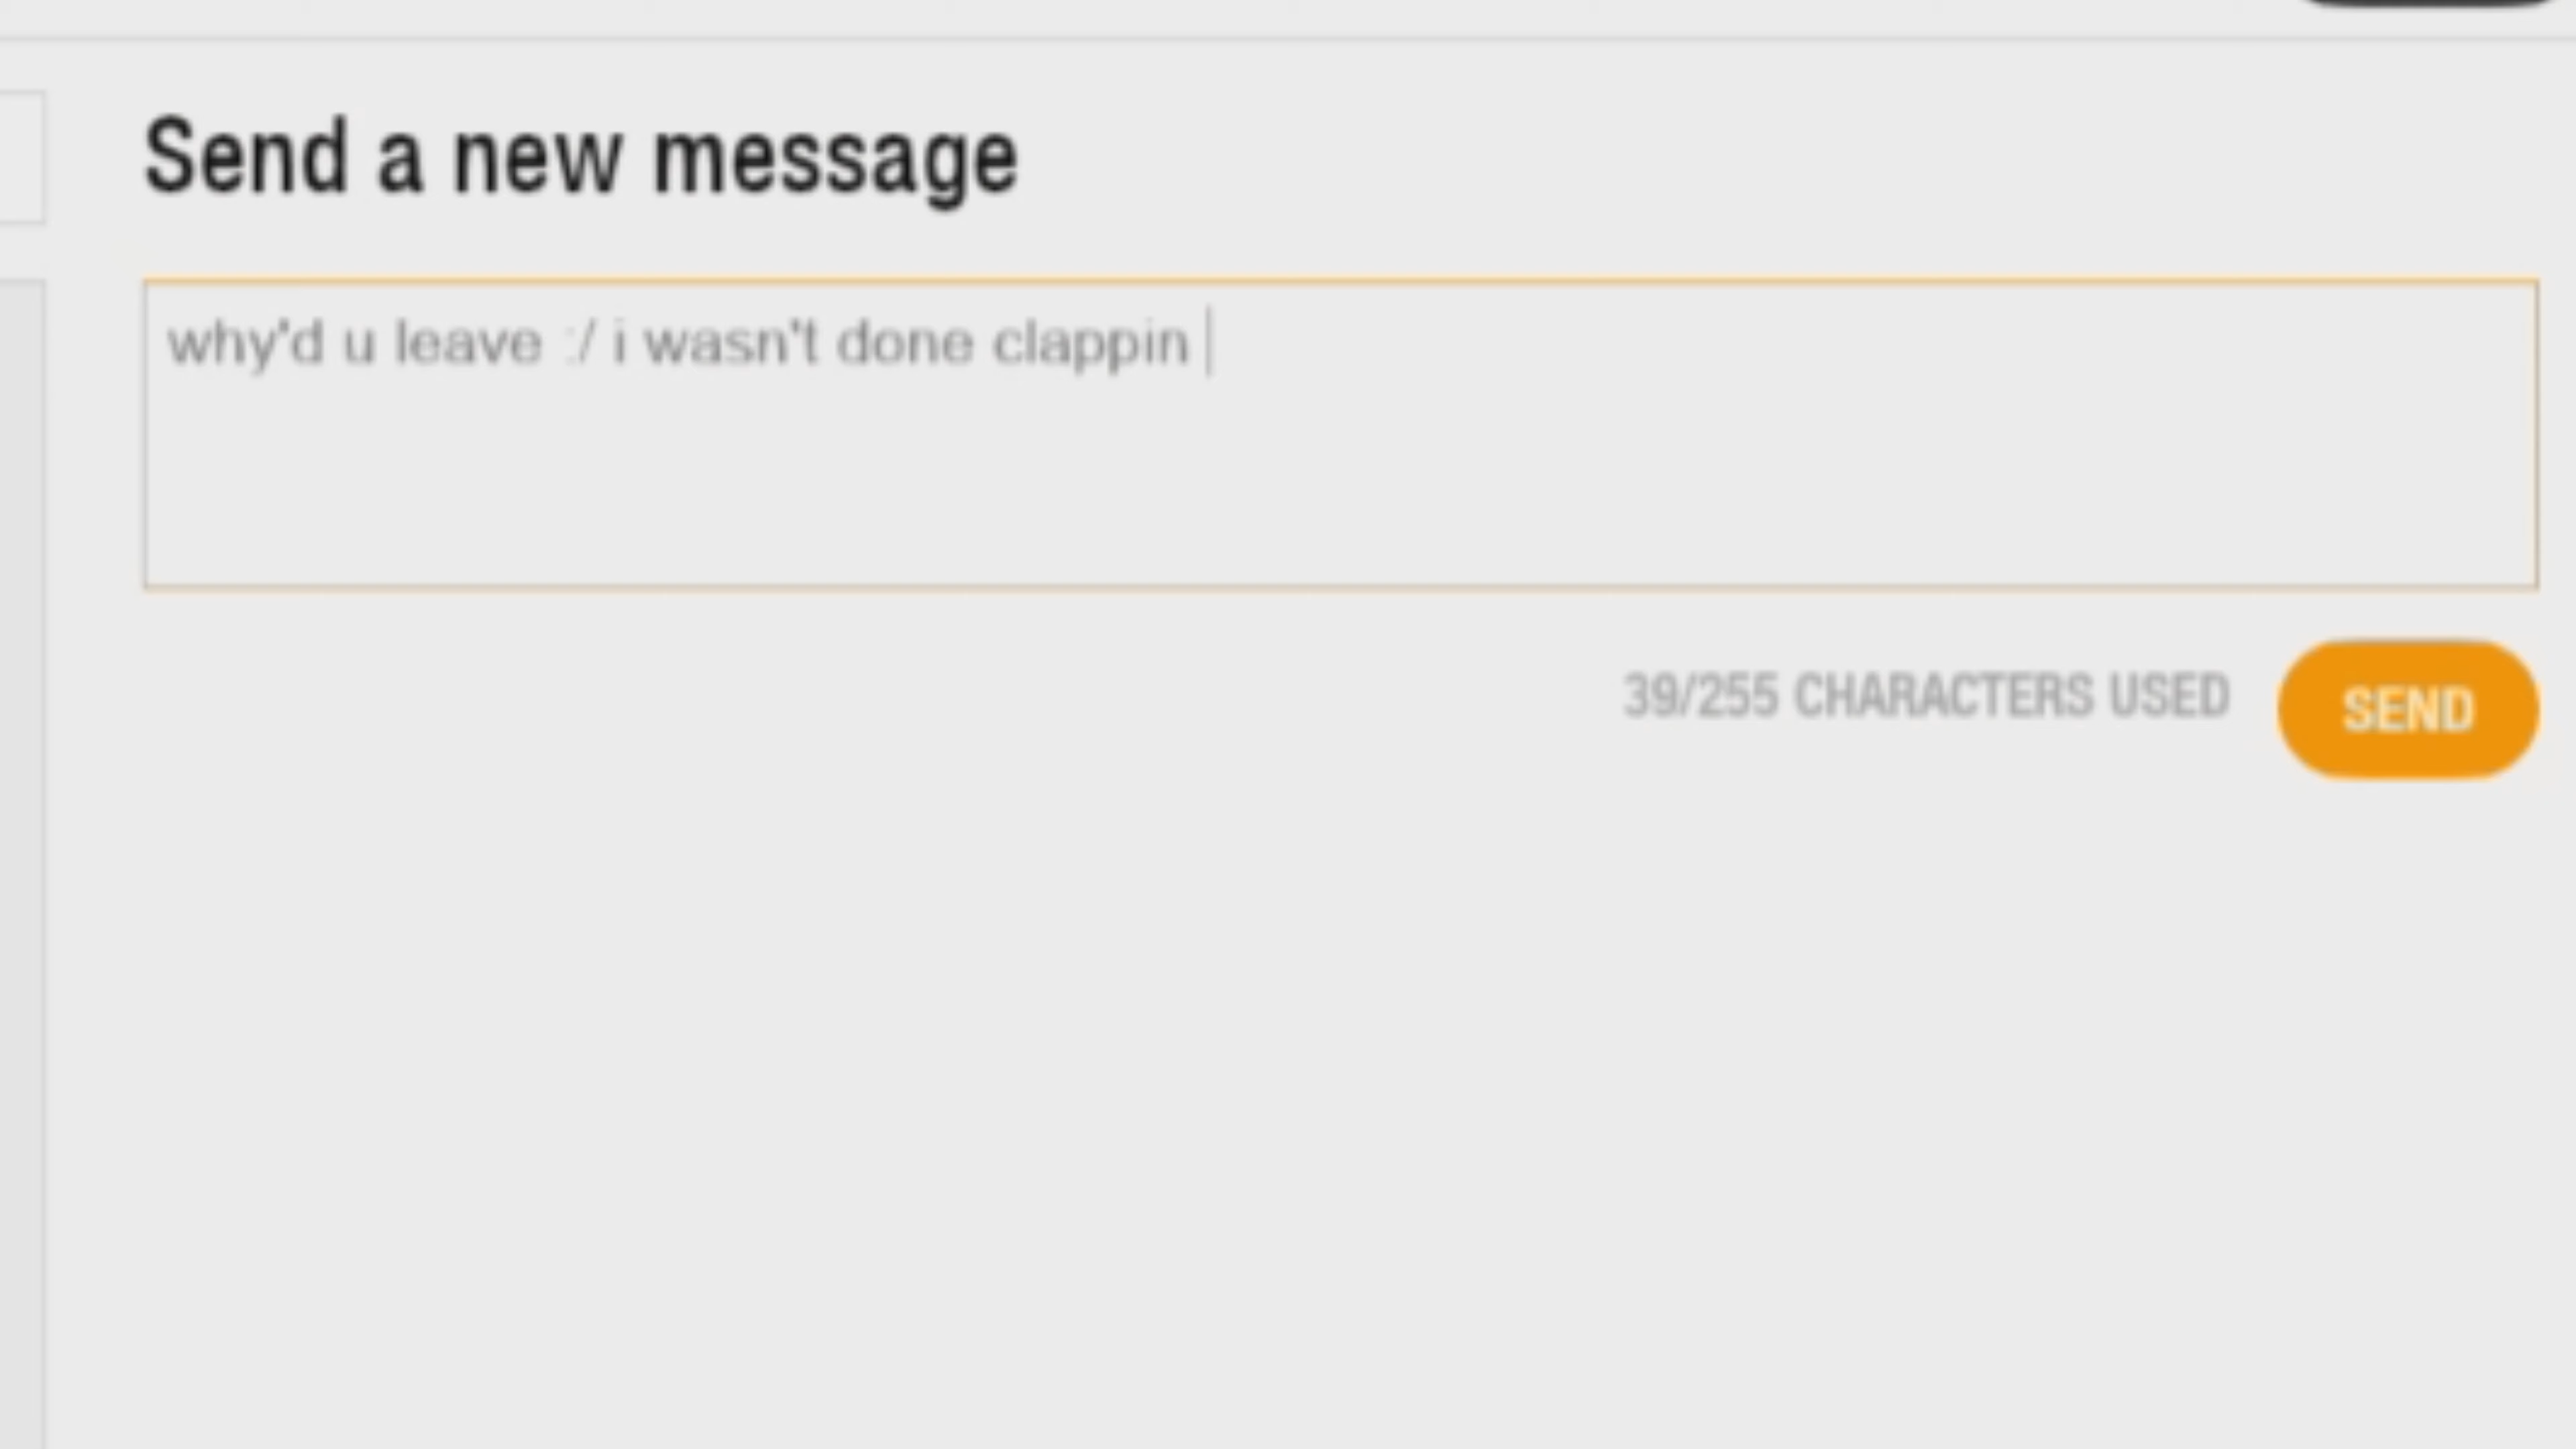 Send a new message
why'd u leave :/ i wasn't done clappin
39/255 CHARACTERS USED
SEND